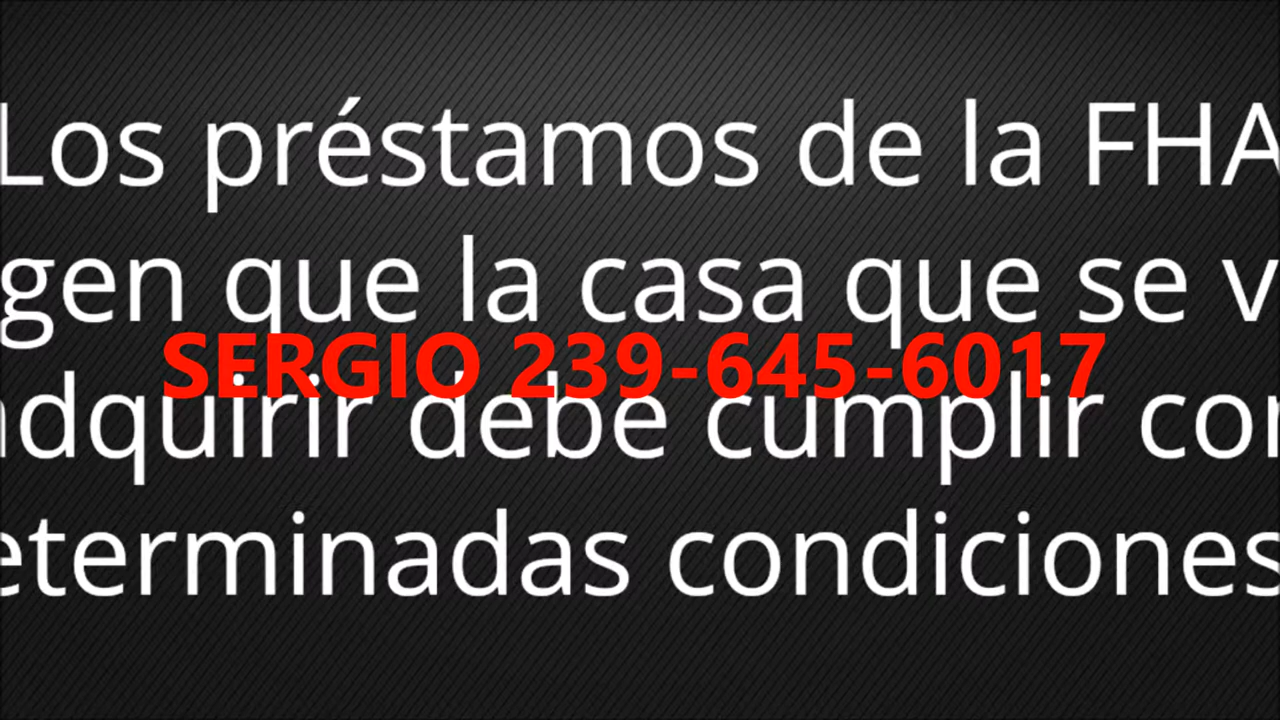 Los préstamos de la FHA
gen que la casa que se v
SERGIO 239-645-6017
dquirir debe cumplir con
eterminadas condiciones